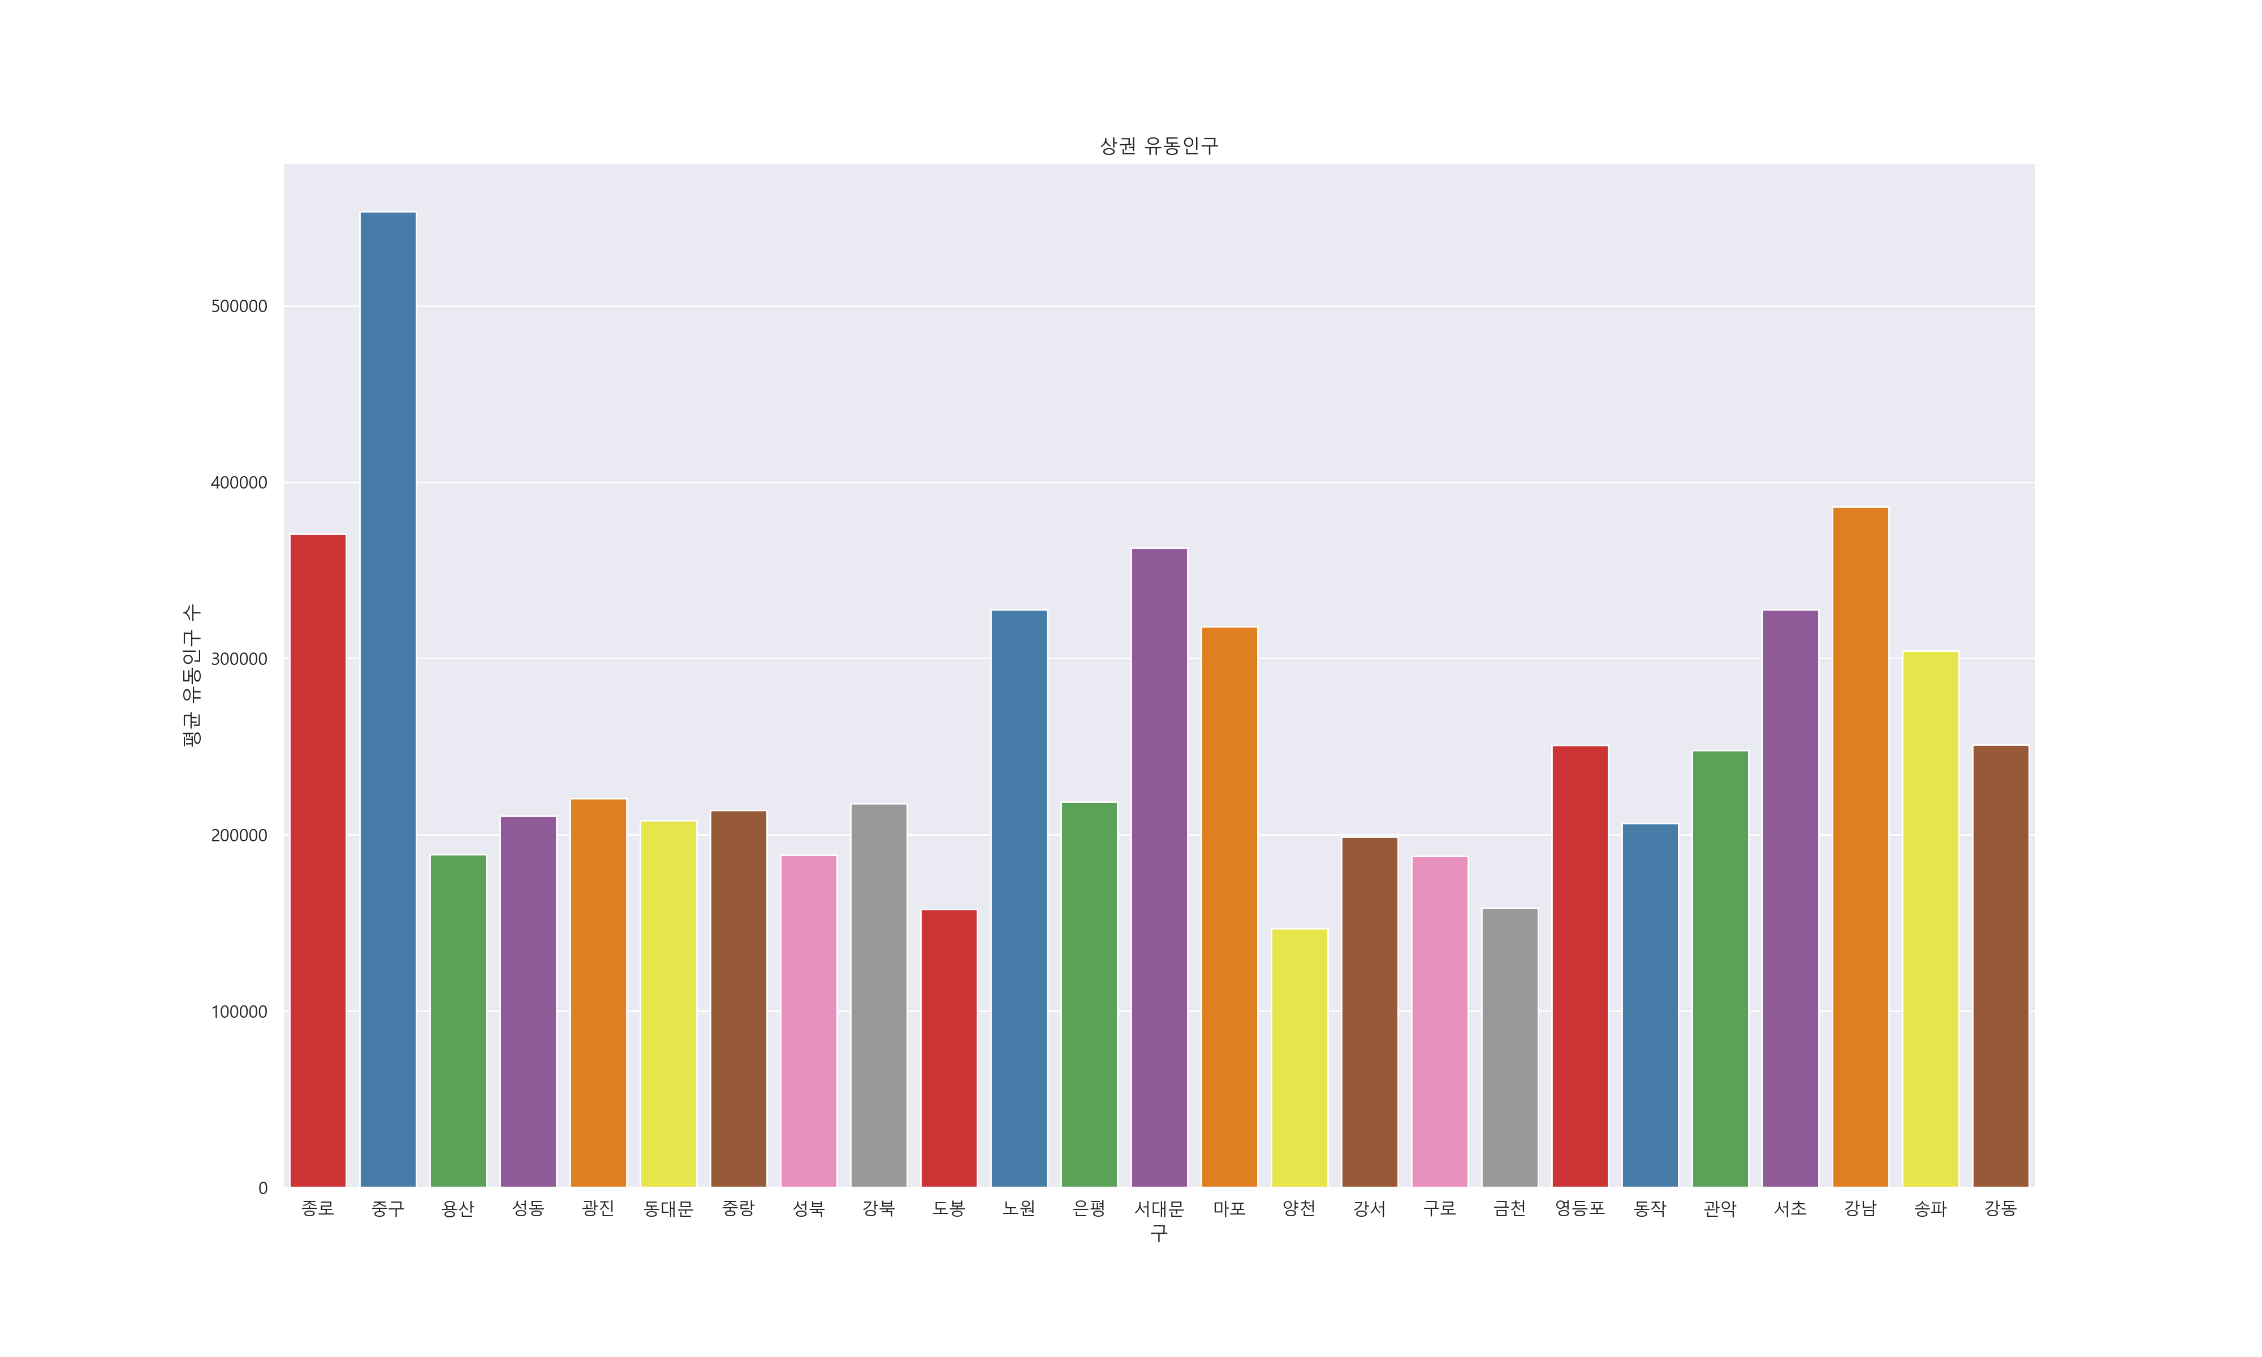 상권 유동인구
평균 유동인구 수
500000
400000
300000
200000
100000
0
종로 중구 용산 성동 광진 동대문 중랑 성북 강북 도봉 노원 은평 서대문 마포 양천 강서 구로 금천 영등포 동작 관악 서초 강남 송파 강동
구